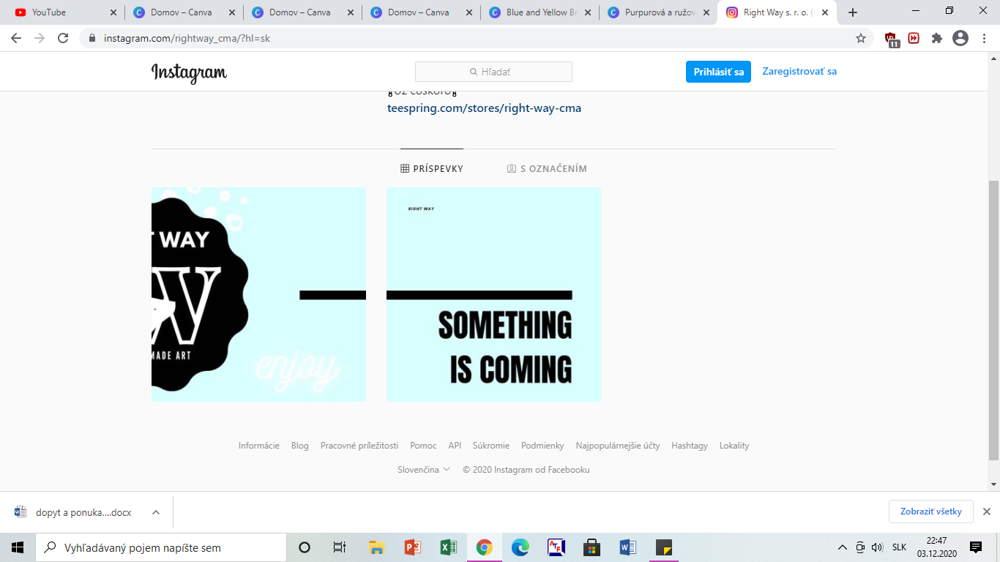 YouTube
Domov – Canva
Domov – Canva
Domov – Canva
Blue and Yellow Br
Purpurová a ružov
Right Way s. r. o. (
instagram.com/rightway_cma/?hl=sk
11
Instagram
Hľadať
Prihlásiť sa
Zaregistrovať sa
teespring.com/stores/right-way-cma
PRÍSPEVKY
S OZNAČENÍM
T WAY
W
MADE ART
enjoy
RIGHT WAY
SOMETHING
IS COMING
Informácie Blog Pracovné príležitosti Pomoc API Súkromie Podmienky Najpopulárnejšie účty Hashtagy Lokality
Slovenčina © 2020 Instagram od Facebooku
dopyt a ponuka....docx
Zobraziť všetky
Vyhľadávaný pojem napíšte sem
SLK
22:47
03.12.2020